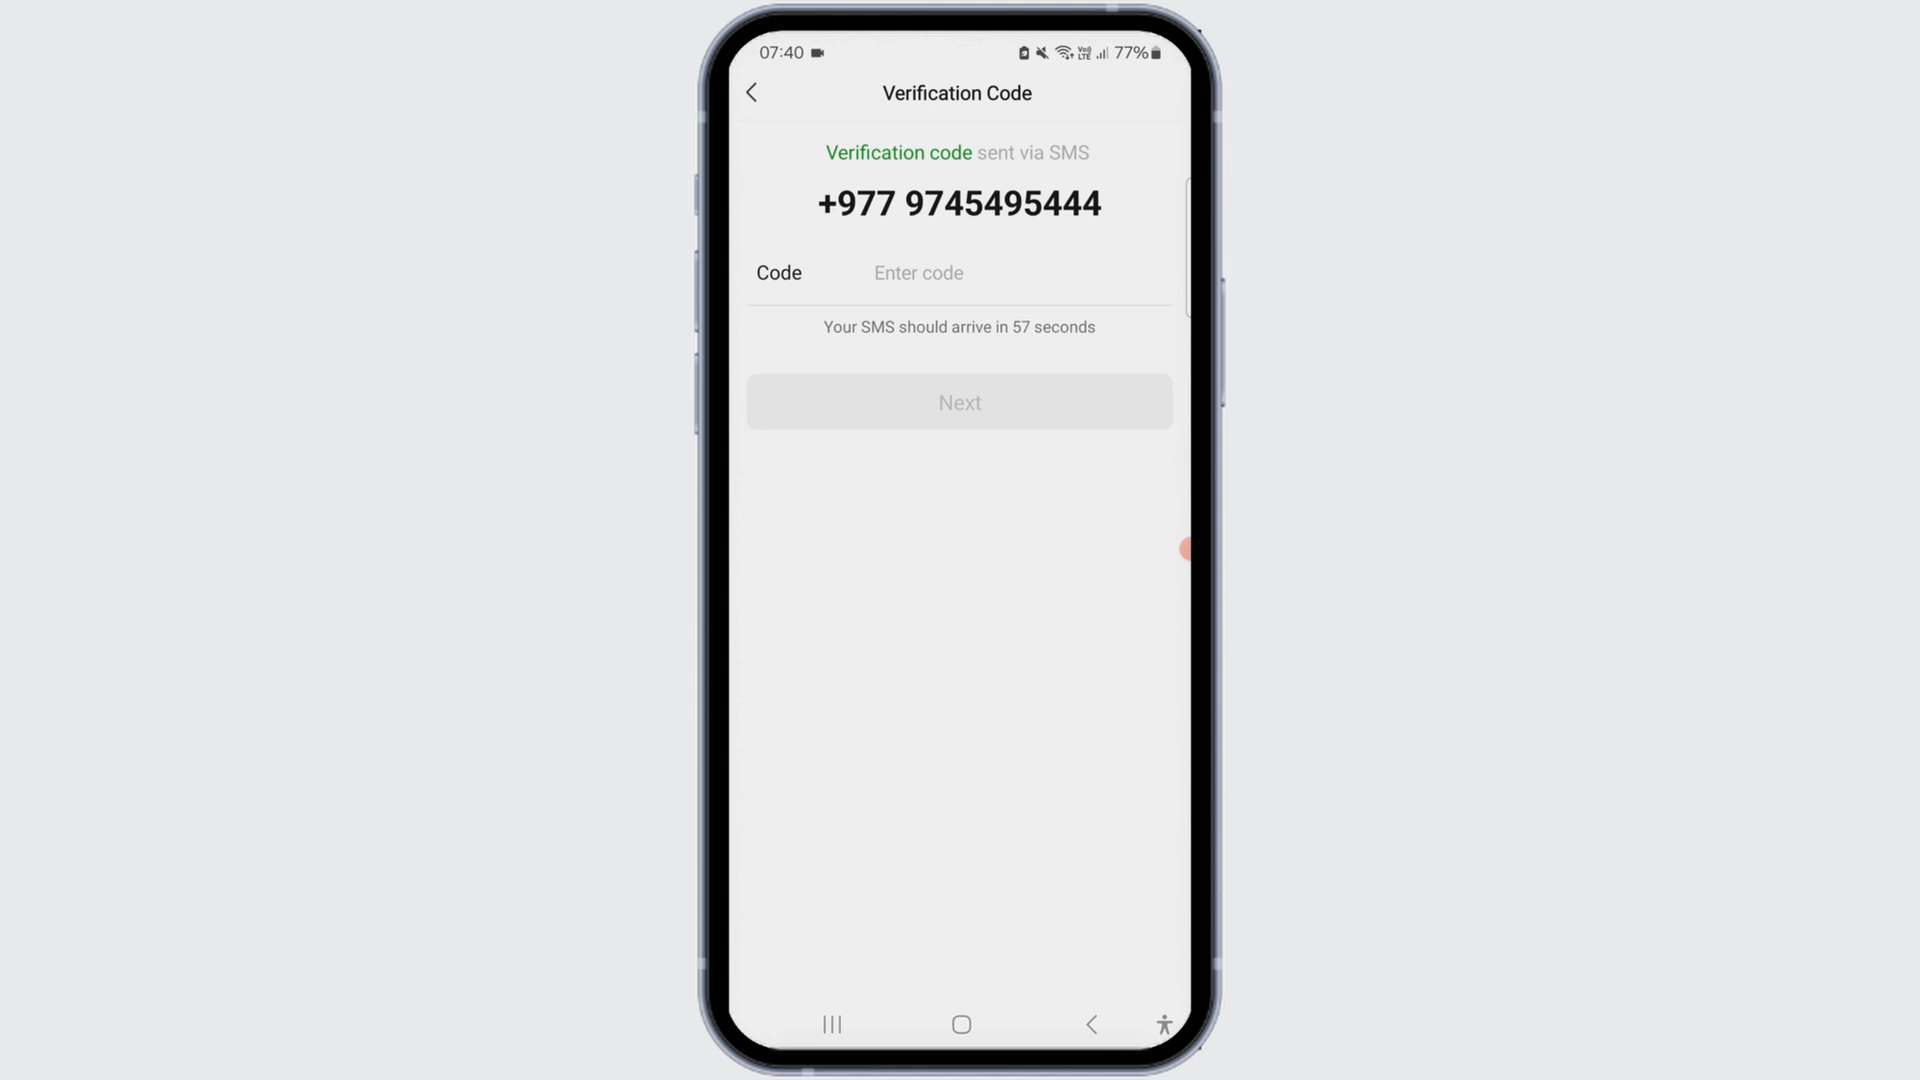 07:40 77%
Verification Code
Verification code sent via SMS
+977 9745495444
Code Enter code
Your SMS should arrive in 57 seconds
Next